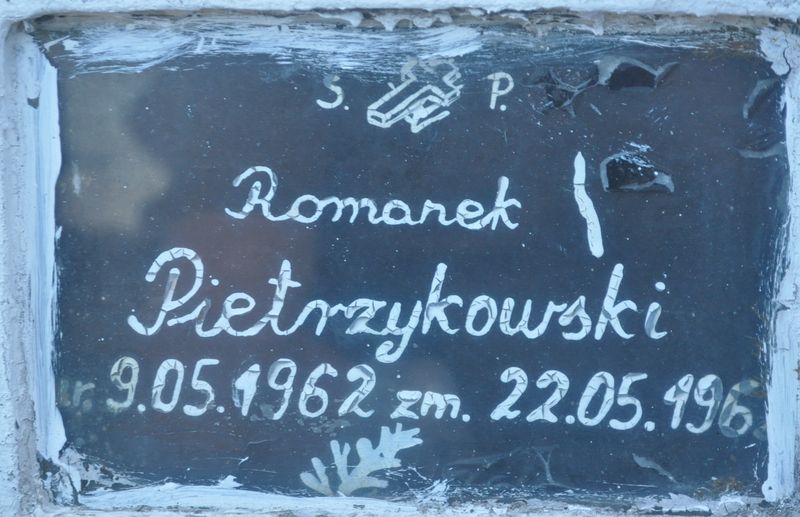 S. P.
Romanek
Pietrzykowski
ur. 9.05.1962 zm. 22.05.196